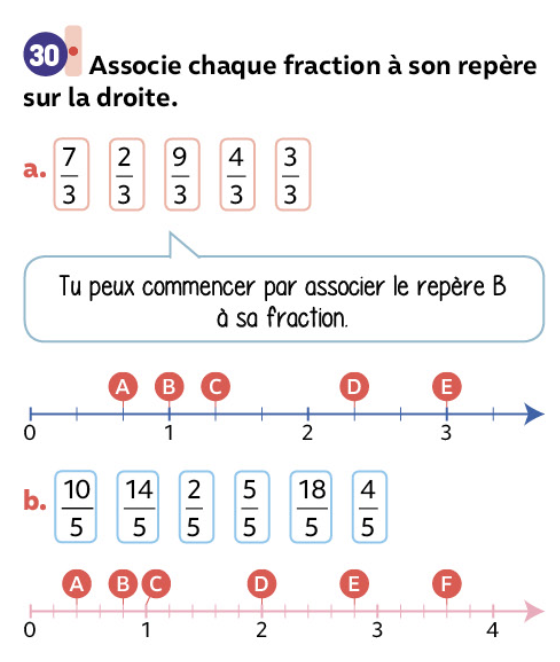 30 Associe chaque fraction à son repère
sur la droite.
a. 7/3 2/3 9/3 4/3 3/3
Tu peux commencer par associer le repère B
à sa fraction.
A B C D E
0 1 2 3
b. 10/5 14/5 2/5 5/5 18/5 4/5
A B C D E F
0 1 2 3 4